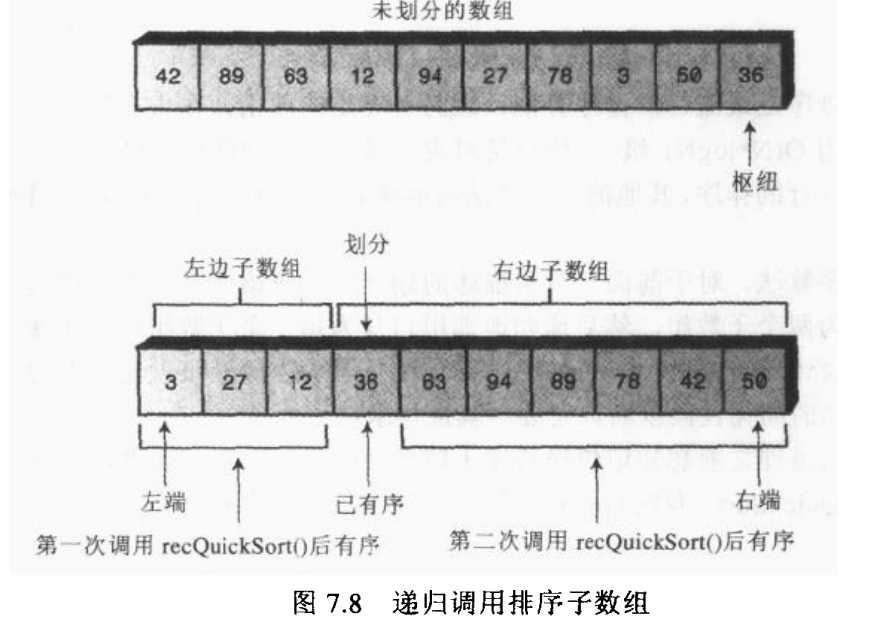 未划分的数组
42 89 63 12 94 27 78 3 50 36
枢纽
划分
左边子数组 右边子数组
3 27 12 36 63 94 89 78 42 50
左端 已有序 右端
第一次调用 recQuickSort()后有序 第二次调用 recQuickSort()后有序
图 7.8 递归调用排序子数组